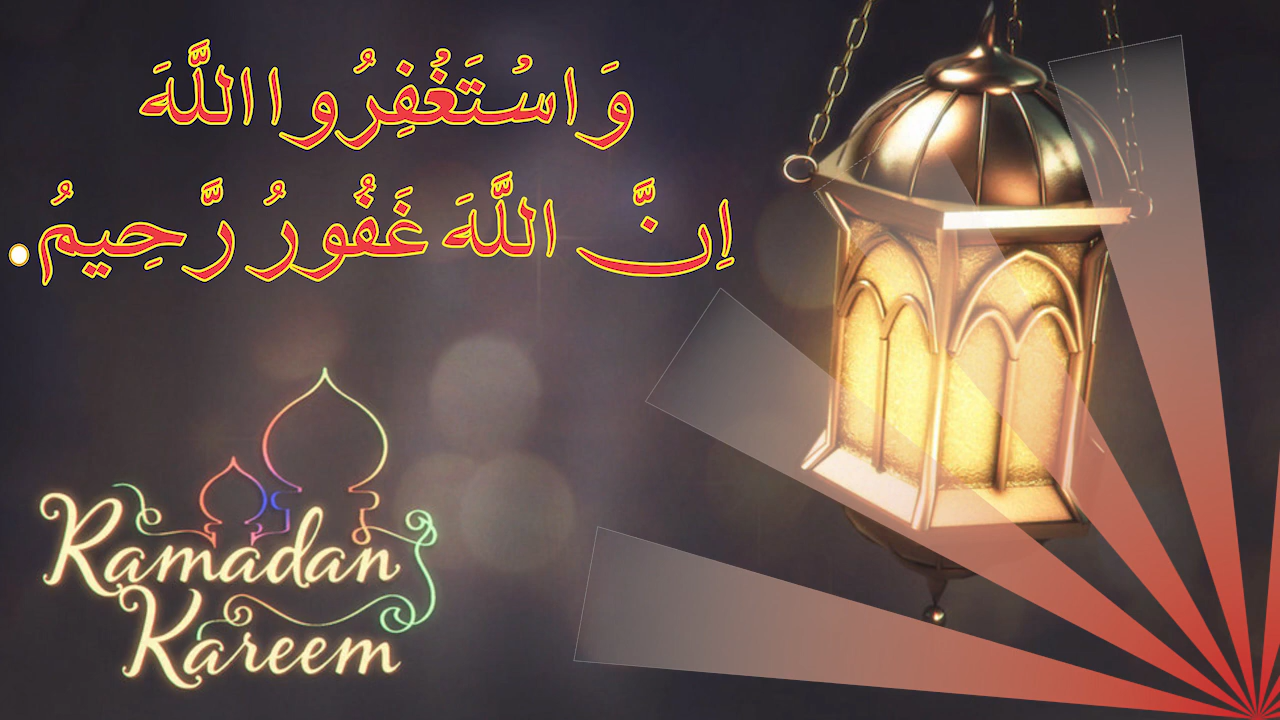 وَاسُتَغُفِرُوا اللَّهَ
اِنَّ اللَّهَ غَفُورُ رَّحِيمُ.
Ramadan
Kareem